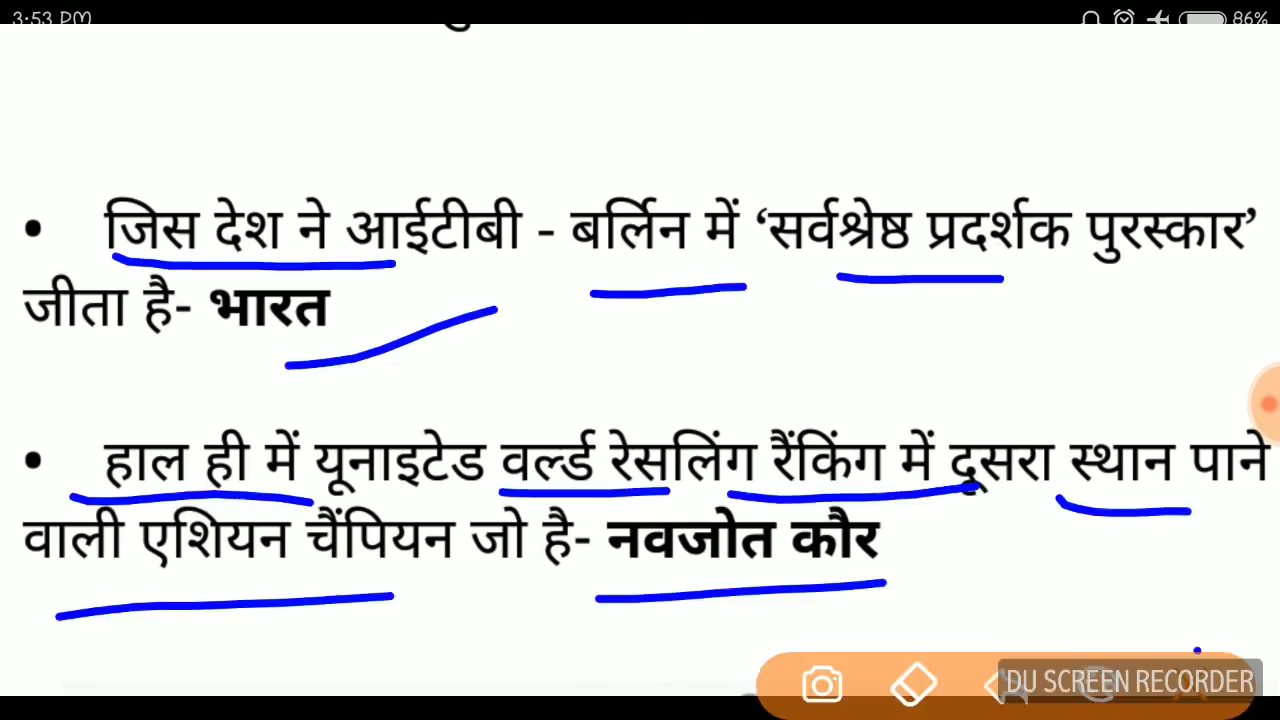 3:53 PM
86%
• जिस देश ने आईटीबी - बर्लिन में ‘सर्वश्रेष्ठ प्रदर्शक पुरस्कार’
जीता है- भारत
• हाल ही में यूनाइटेड वर्ल्ड रेसलिंग रैंकिंग में दूसरा स्थान पाने
वाली एशियन चैंपियन जो है- नवजोत कौर
DU SCREEN RECORDER